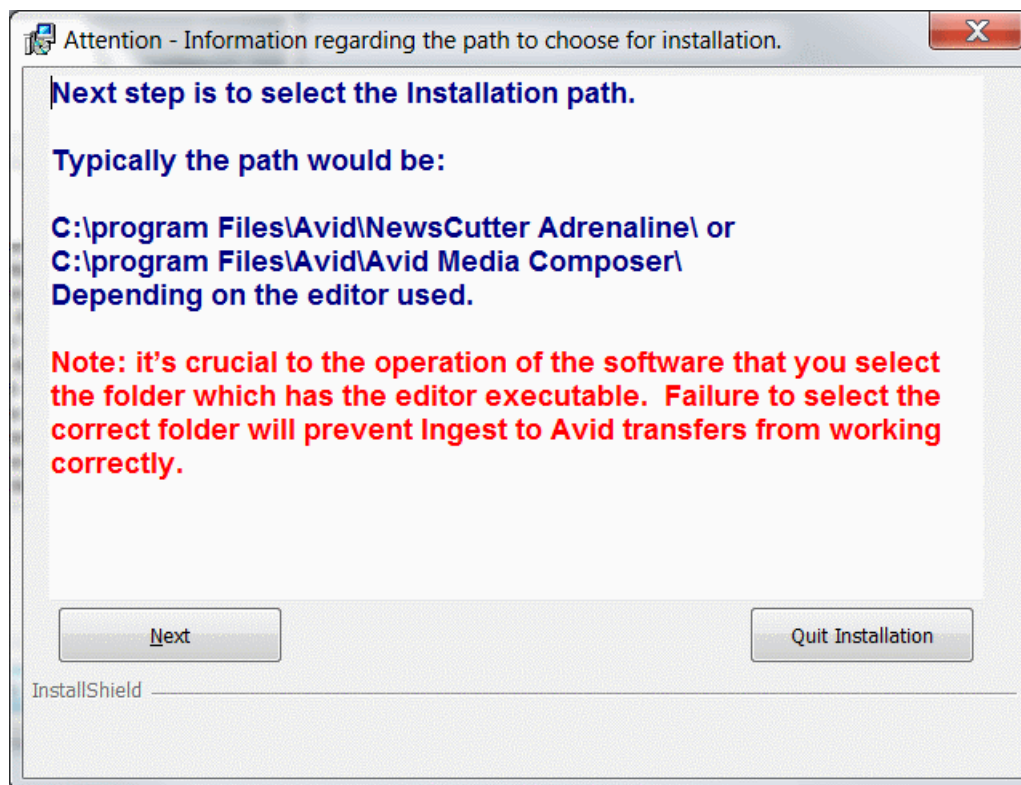 Attention - Information regarding the path to choose for installation.
Next step is to select the Installation path.
Typically the path would be:
C:\program Files\Avid\NewsCutter Adrenaline\ or
C:\program Files\Avid\Avid Media Composer\
Depending on the editor used.
Note: it’s crucial to the operation of the software that you select
the folder which has the editor executable.  Failure to select the
correct folder will prevent Ingest to Avid transfers from working
correctly.
Next
Quit Installation
InstallShield